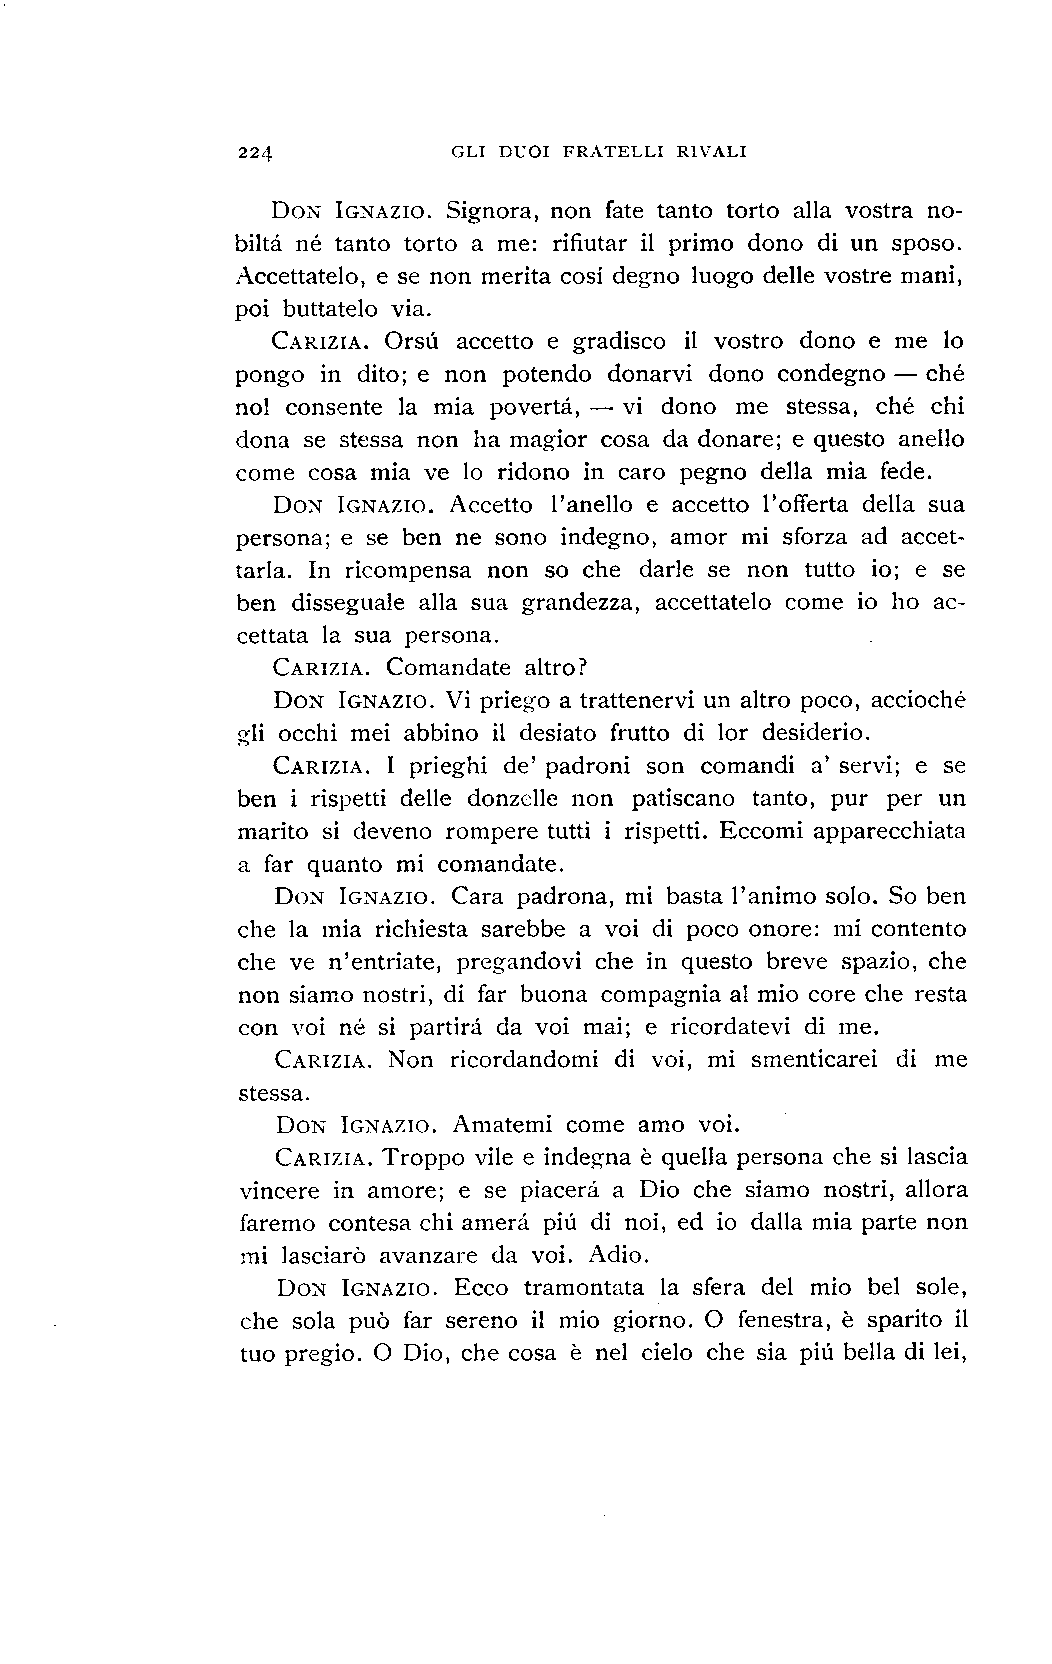 224 GLI DUOI FRATELLI RIVALI
DON IGNAZIO. Signora, non fate tanto torto alla vostra no-
biltá né tanto torto a me: rifiutar il primo dono di un sposo.
Accettatelo, e se non merita cosí degno luogo delle vostre mani,
poi buttatelo via.
CARIZIA. Orsú accetto e gradisco il vostro dono e me lo
pongo in dito; e non potendo donarvi dono condegno — ché
nol consente la mia povertá, — vi dono me stessa, ché chi
dona se stessa non ha magior cosa da donare; e questo anello
come cosa mia ve lo ridono in caro pegno della mia fede.
DON IGNAZIO. Accetto l'anello e accetto l'offerta della sua
persona; e se ben ne sono indegno, amor mi sforza ad accet-
tarla. In ricompensa non so che darle se non tutto io; e se
ben disseguale alla sua grandezza, accettatelo come io ho ac-
cettata la sua persona.
CARIZIA. Comandate altro?
DON IGNAZIO. Vi priego a trattenervi un altro poco, accioché
gli occhi mei abbino il desiato frutto di lor desiderio.
CARIZIA. I prieghi de' padroni son comandi a' servi; e se
ben i rispetti delle donzelle non patiscano tanto, pur per un
marito si deveno rompere tutti i rispetti. Eccomi apparecchiata
a far quanto mi comandate.
DON IGNAZIO. Cara padrona, mi basta l'animo solo. So ben
che la mia richiesta sarebbe a voi di poco onore: mi contento
che ve n'entriate, pregandovi che in questo breve spazio, che
non siamo nostri, di far buona compagnia al mio core che resta
con voi né si partirá da voi mai; e ricordatevi di me.
CARIZIA. Non ricordandomi di voi, mi smenticarei di me
stessa.
DON IGNAZIO. Amatemi come amo voi.
CARIZIA. Troppo vile e indegna è quella persona che si lascia
vincere in amore; e se piacerá a Dio che siamo nostri, allora
faremo contesa chi amerá piú di noi, ed io dalla mia parte non
mi lasciarò avanzare da voi. Adio.
DON IGNAZIO. Ecco tramontata la sfera del mio bel sole,
che sola può far sereno il mio giorno. O fenestra, è sparito il
tuo pregio. O Dio, che cosa è nel cielo che sia piú bella di lei,